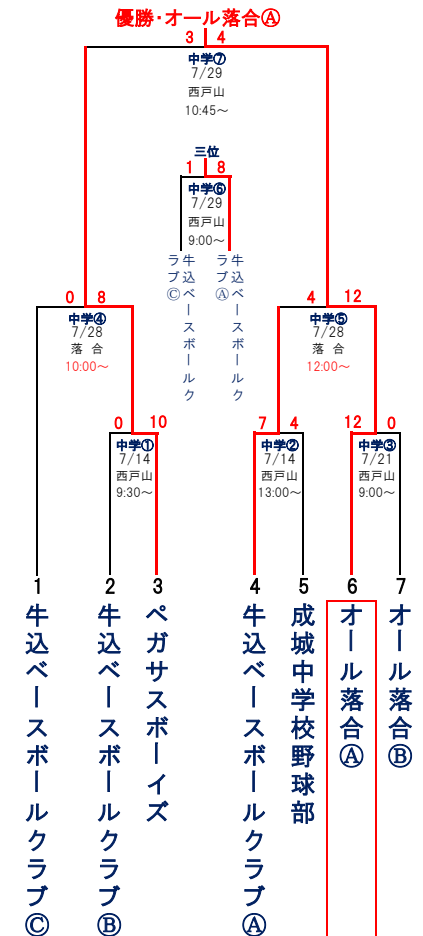 優勝・オール落合Ⓐ
3 4
中学⑦
7/29
西戸山
10:45～
三位
1 8
中学⑥
7/29
西戸山
9:00～
牛込ベースボールクラブⒸ
牛込ベースボールクラブⒶ
0 8
中学④
7/28
落 合
10:00～
4 12
中学⑤
7/28
落 合
12:00～
0 10
中学①
7/14
西戸山
9:30～
7 4
中学②
7/14
西戸山
13:00～
12 0
中学③
7/21
西戸山
9:00～
1
牛込ベースボールクラブⒸ
2
牛込ベースボールクラブⒷ
3
ペガサスボーイズ
4
牛込ベースボールクラブⒶ
5
成城中学校野球部
6
オール落合Ⓐ
7
オール落合Ⓑ